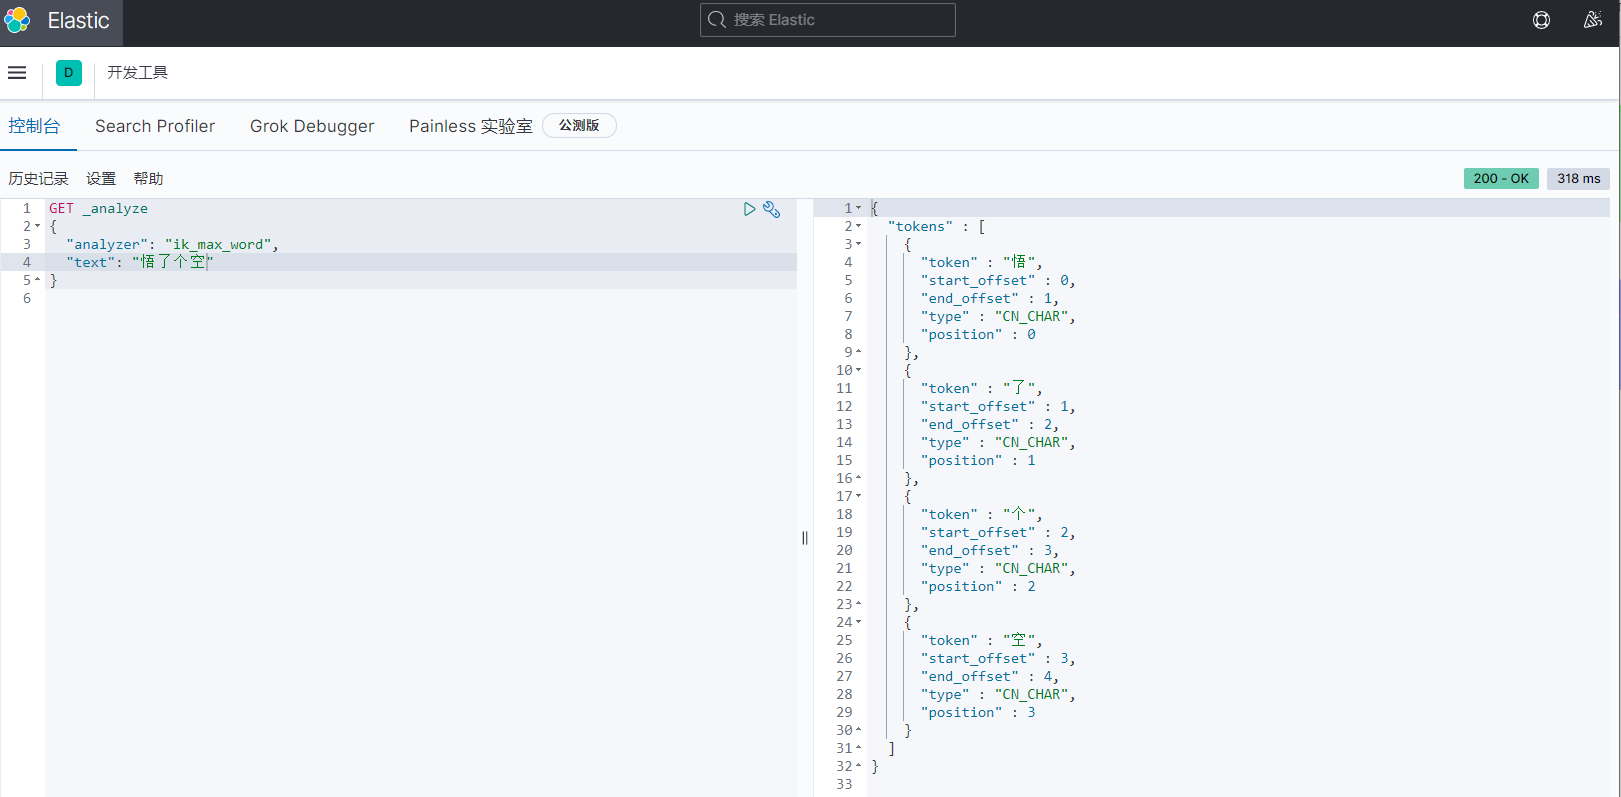 Elastic
搜索 Elastic
D 开发工具
控制台 Search Profiler Grok Debugger Painless 实验室 公测版
历史记录 设置 帮助
200 - OK 318 ms
1 GET _analyze
2 {
3 "analyzer": "ik_max_word",
4 "text": "悟了个空"
5 }
6
1 {
2 "tokens" : [
3 {
4 "token" : "悟",
5 "start_offset" : 0,
6 "end_offset" : 1,
7 "type" : "CN_CHAR",
8 "position" : 0
9 },
10 {
11 "token" : "了",
12 "start_offset" : 1,
13 "end_offset" : 2,
14 "type" : "CN_CHAR",
15 "position" : 1
16 },
17 {
18 "token" : "个",
19 "start_offset" : 2,
20 "end_offset" : 3,
21 "type" : "CN_CHAR",
22 "position" : 2
23 },
24 {
25 "token" : "空",
26 "start_offset" : 3,
27 "end_offset" : 4,
28 "type" : "CN_CHAR",
29 "position" : 3
30 }
31 ]
32 }
33